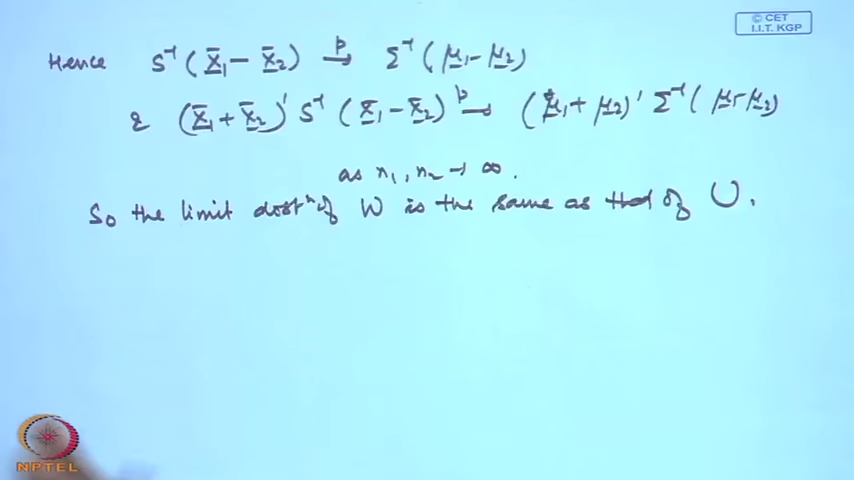 © CET
I.I.T. KGP
Hence S⁻¹(X̄₁ − X̄₂) →ᵖ Σ⁻¹(μ₁ − μ₂)
& (X̄₁ + X̄₂)′ S⁻¹ (X̄₁ − X̄₂) →ᵖ (μ₁ + μ₂)′ Σ⁻¹ (μ₁ − μ₂)
as n₁, n₂ → ∞.
So the limit distⁿ of W is the same as that of U.
NPTEL